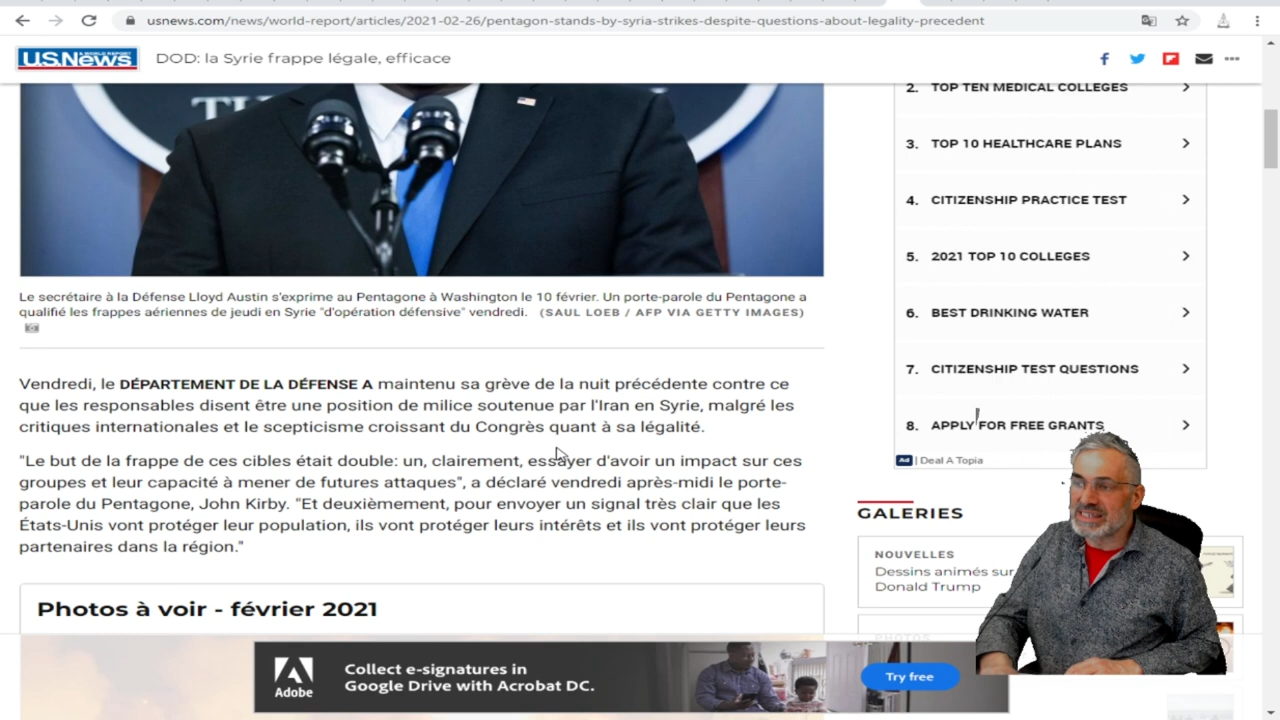 usnews.com/news/world-report/articles/2021-02-26/pentagon-stands-by-syria-strikes-despite-questions-about-legality-precedent
U.S.News
DOD: la Syrie frappe légale, efficace
Le secrétaire à la Défense Lloyd Austin s'exprime au Pentagone à Washington le 10 février. Un porte-parole du Pentagone a
qualifié les frappes aériennes de jeudi en Syrie "d'opération défensive" vendredi. (SAUL LOEB / AFP VIA GETTY IMAGES)
Vendredi, le DÉPARTEMENT DE LA DÉFENSE A maintenu sa grève de la nuit précédente contre ce
que les responsables disent être une position de milice soutenue par l'Iran en Syrie, malgré les
critiques internationales et le scepticisme croissant du Congrès quant à sa légalité.
"Le but de la frappe de ces cibles était double: un, clairement, essayer d'avoir un impact sur ces
groupes et leur capacité à mener de futures attaques", a déclaré vendredi après-midi le porte-
parole du Pentagone, John Kirby. "Et deuxièmement, pour envoyer un signal très clair que les
États-Unis vont protéger leur population, ils vont protéger leurs intérêts et ils vont protéger leurs
partenaires dans la région."
Photos à voir - février 2021
2. TOP TEN MEDICAL COLLEGES
3. TOP 10 HEALTHCARE PLANS
4. CITIZENSHIP PRACTICE TEST
5. 2021 TOP 10 COLLEGES
6. BEST DRINKING WATER
7. CITIZENSHIP TEST QUESTIONS
8. APPLY FOR FREE GRANTS
Ad | Deal A Topia
GALERIES
NOUVELLES
Dessins animés sur
Donald Trump
Adobe
Collect e-signatures in
Google Drive with Acrobat DC.
Try free